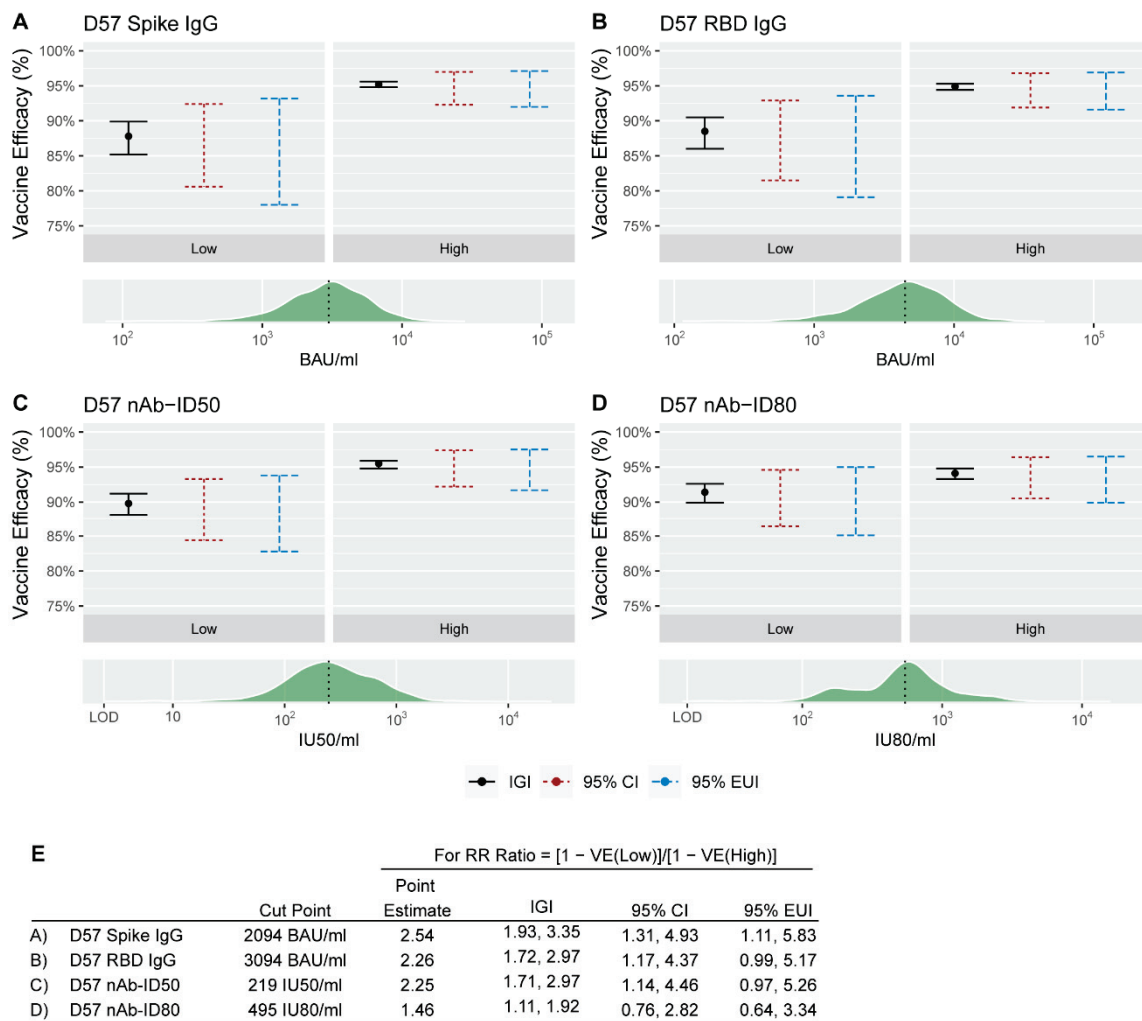 A D57 Spike IgG
Vaccine Efficacy (%)
100%
95%
90%
85%
80%
75%
Low High
10² 10³ 10⁴ 10⁵
BAU/ml
B D57 RBD IgG
Vaccine Efficacy (%)
100%
95%
90%
85%
80%
75%
Low High
10² 10³ 10⁴ 10⁵
BAU/ml
C D57 nAb−ID50
Vaccine Efficacy (%)
100%
95%
90%
85%
80%
75%
Low High
LOD 10 10² 10³ 10⁴
IU50/ml
D D57 nAb−ID80
Vaccine Efficacy (%)
100%
95%
90%
85%
80%
75%
Low High
LOD 10² 10³ 10⁴
IU80/ml
IGI 95% CI 95% EUI
E
For RR Ratio = [1 − VE(Low)]/[1 − VE(High)]
Point
Cut Point Estimate IGI 95% CI 95% EUI
A) D57 Spike IgG 2094 BAU/ml 2.54 1.93, 3.35 1.31, 4.93 1.11, 5.83
B) D57 RBD IgG 3094 BAU/ml 2.26 1.72, 2.97 1.17, 4.37 0.99, 5.17
C) D57 nAb-ID50 219 IU50/ml 2.25 1.71, 2.97 1.14, 4.46 0.97, 5.26
D) D57 nAb-ID80 495 IU80/ml 1.46 1.11, 1.92 0.76, 2.82 0.64, 3.34